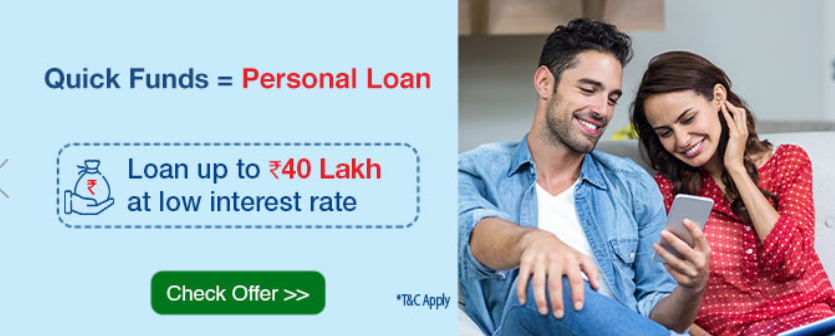 Quick Funds = Personal Loan
₹
Loan up to ₹40 Lakh
at low interest rate
Check Offer >>
*T&C Apply